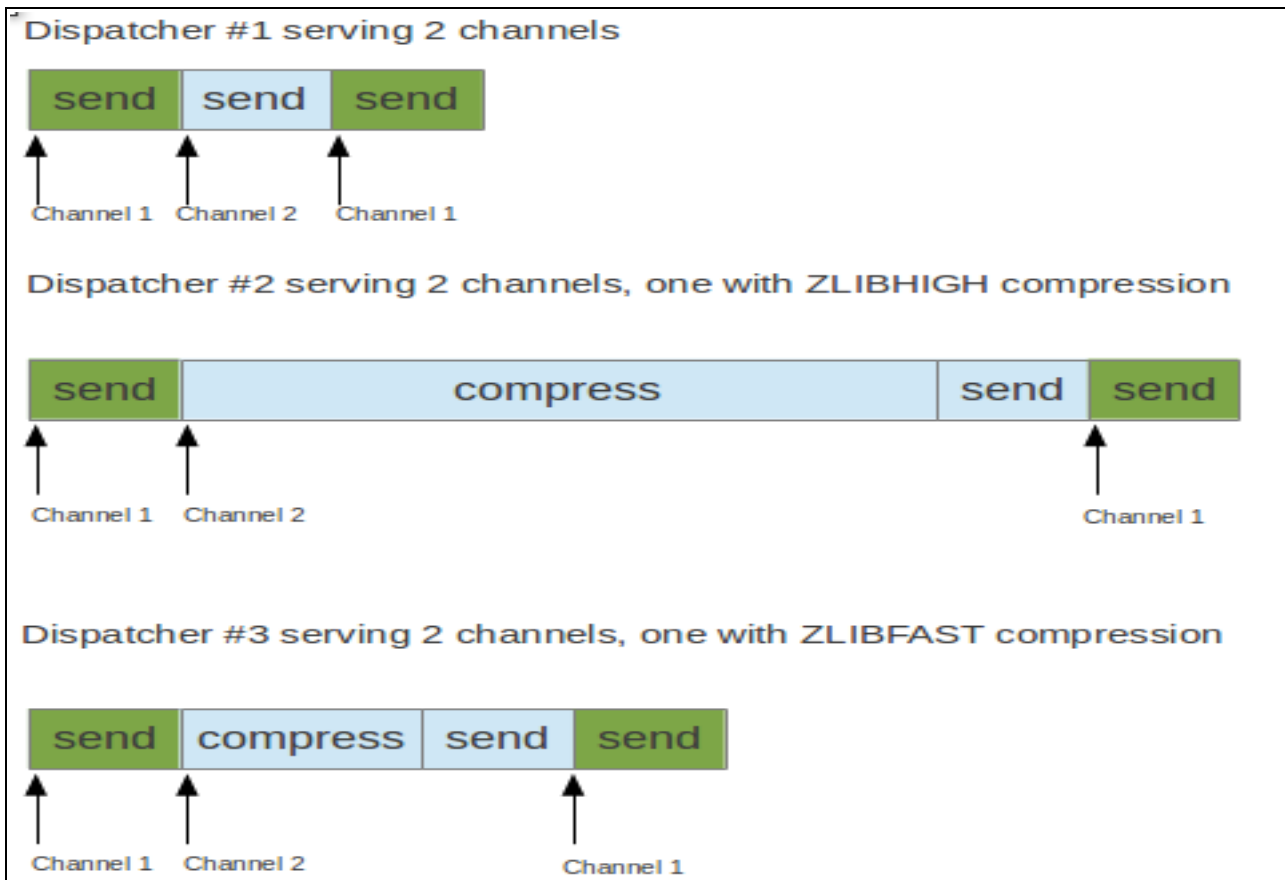 Dispatcher #1 serving 2 channels
send send send
Channel 1 Channel 2 Channel 1
Dispatcher #2 serving 2 channels, one with ZLIBHIGH compression
send compress send send
Channel 1 Channel 2 Channel 1
Dispatcher #3 serving 2 channels, one with ZLIBFAST compression
send compress send send
Channel 1 Channel 2 Channel 1